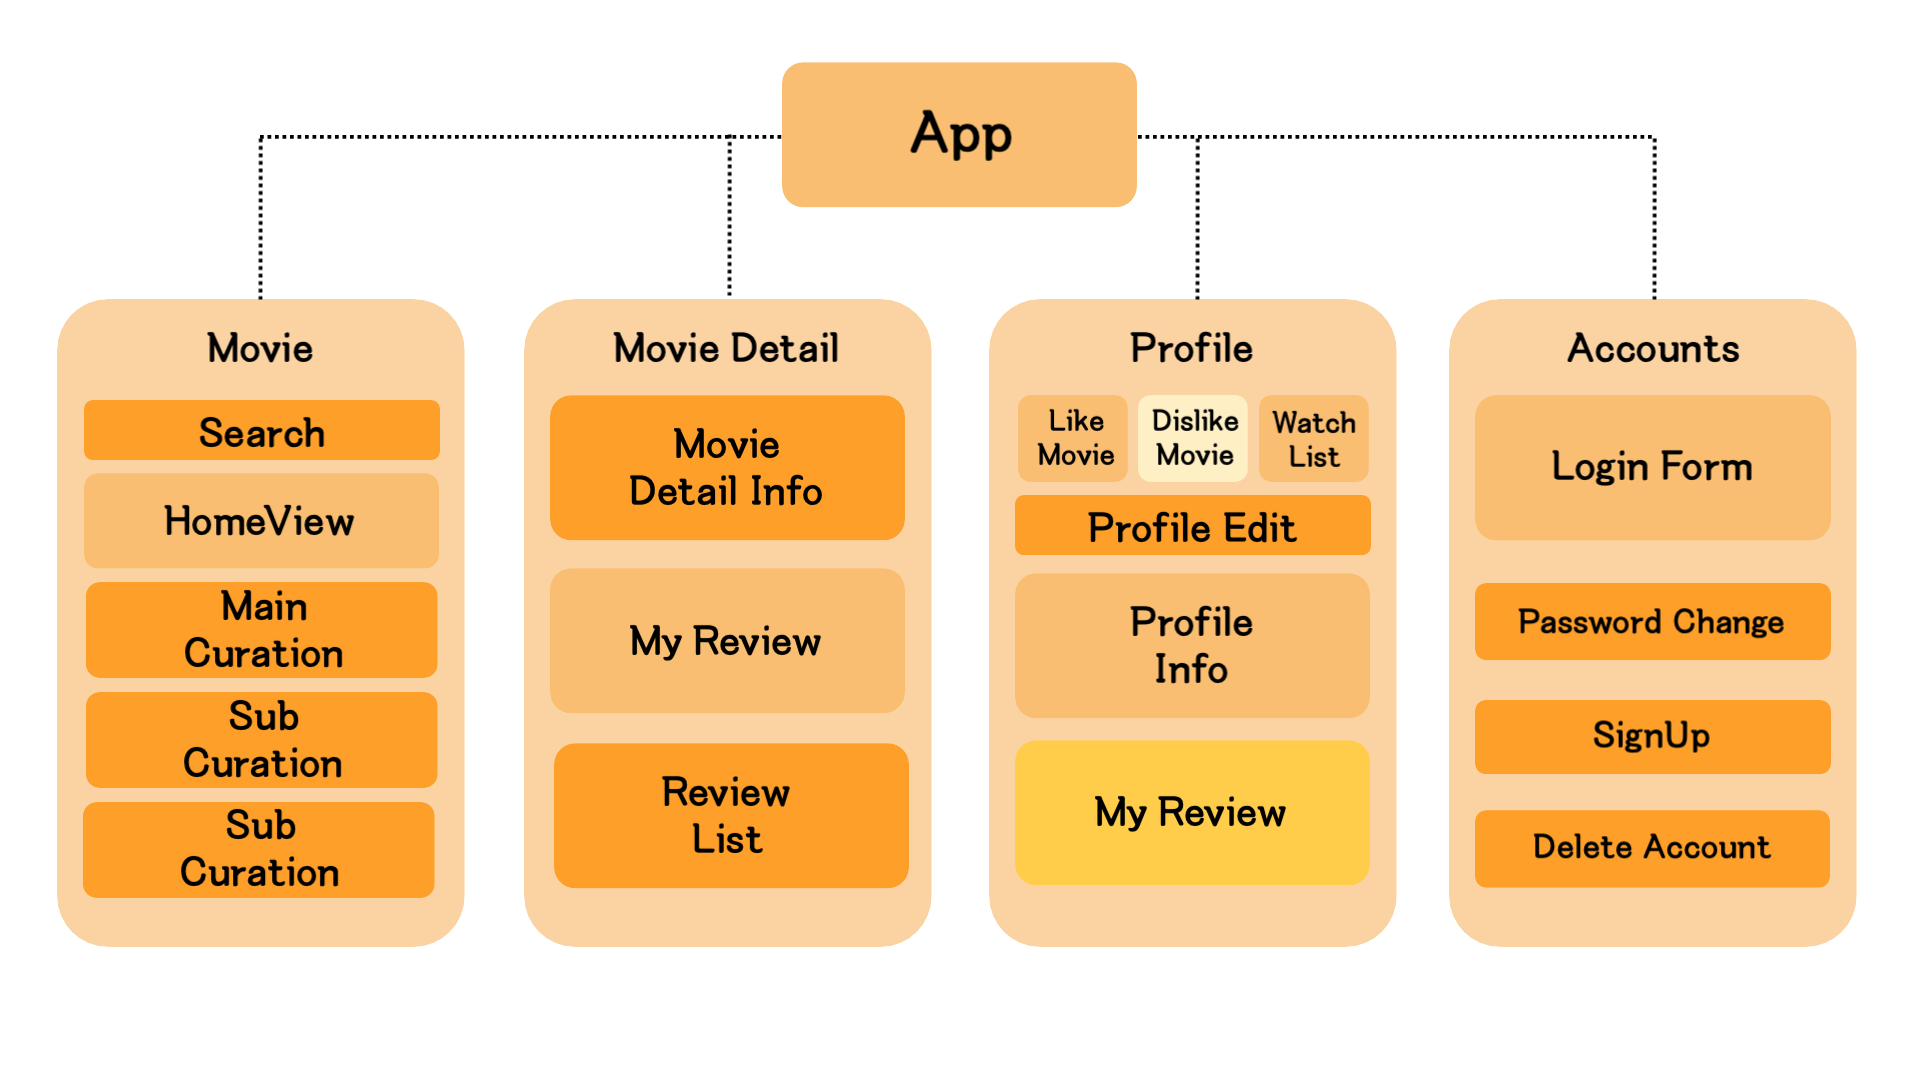 App
Movie
Search
HomeView
Main
Curation
Sub
Curation
Sub
Curation
Movie Detail
Movie
Detail Info
My Review
Review
List
Profile
Like
Movie
Dislike
Movie
Watch
List
Profile Edit
Profile
Info
My Review
Accounts
Login Form
Password Change
SignUp
Delete Account